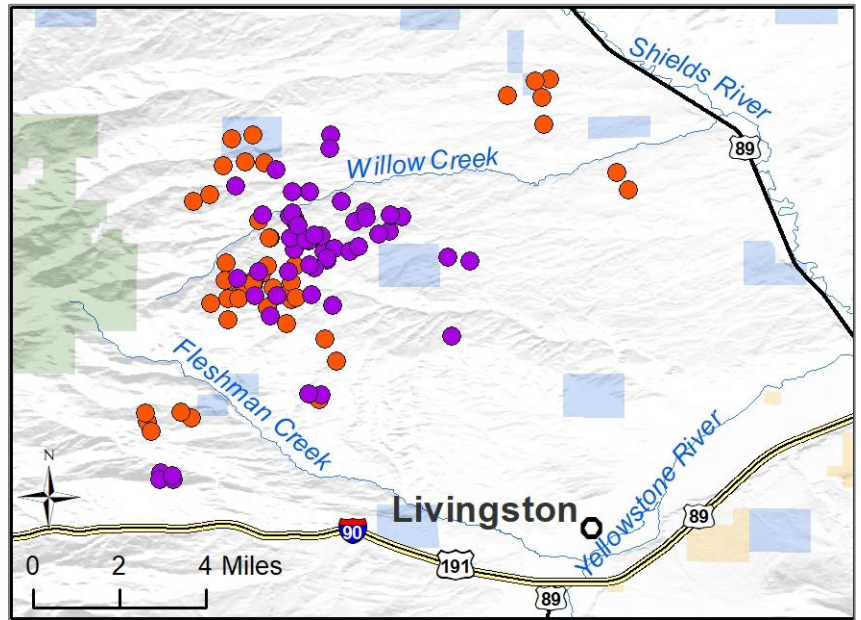 Shields River
89
Willow Creek
Fleshman Creek
Yellowstone River
N
Livingston
89
90
191
0 2 4 Miles
89